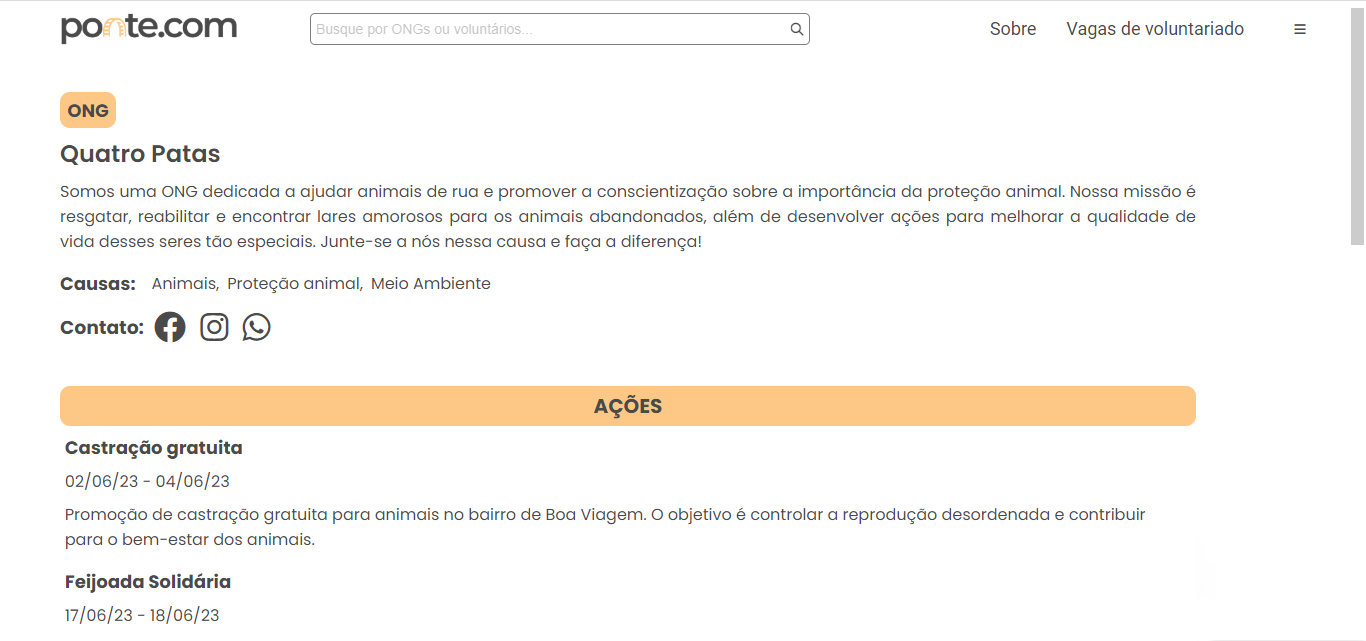 ponte.com
Busque por ONGs ou voluntários...
Sobre
Vagas de voluntariado
ONG
Quatro Patas
Somos uma ONG dedicada a ajudar animais de rua e promover a conscientização sobre a importância da proteção animal. Nossa missão é
resgatar, reabilitar e encontrar lares amorosos para os animais abandonados, além de desenvolver ações para melhorar a qualidade de
vida desses seres tão especiais. Junte-se a nós nessa causa e faça a diferença!
Causas: Animais, Proteção animal, Meio Ambiente
Contato:
AÇÕES
Castração gratuita
02/06/23 - 04/06/23
Promoção de castração gratuita para animais no bairro de Boa Viagem. O objetivo é controlar a reprodução desordenada e contribuir
para o bem-estar dos animais.
Feijoada Solidária
17/06/23 - 18/06/23